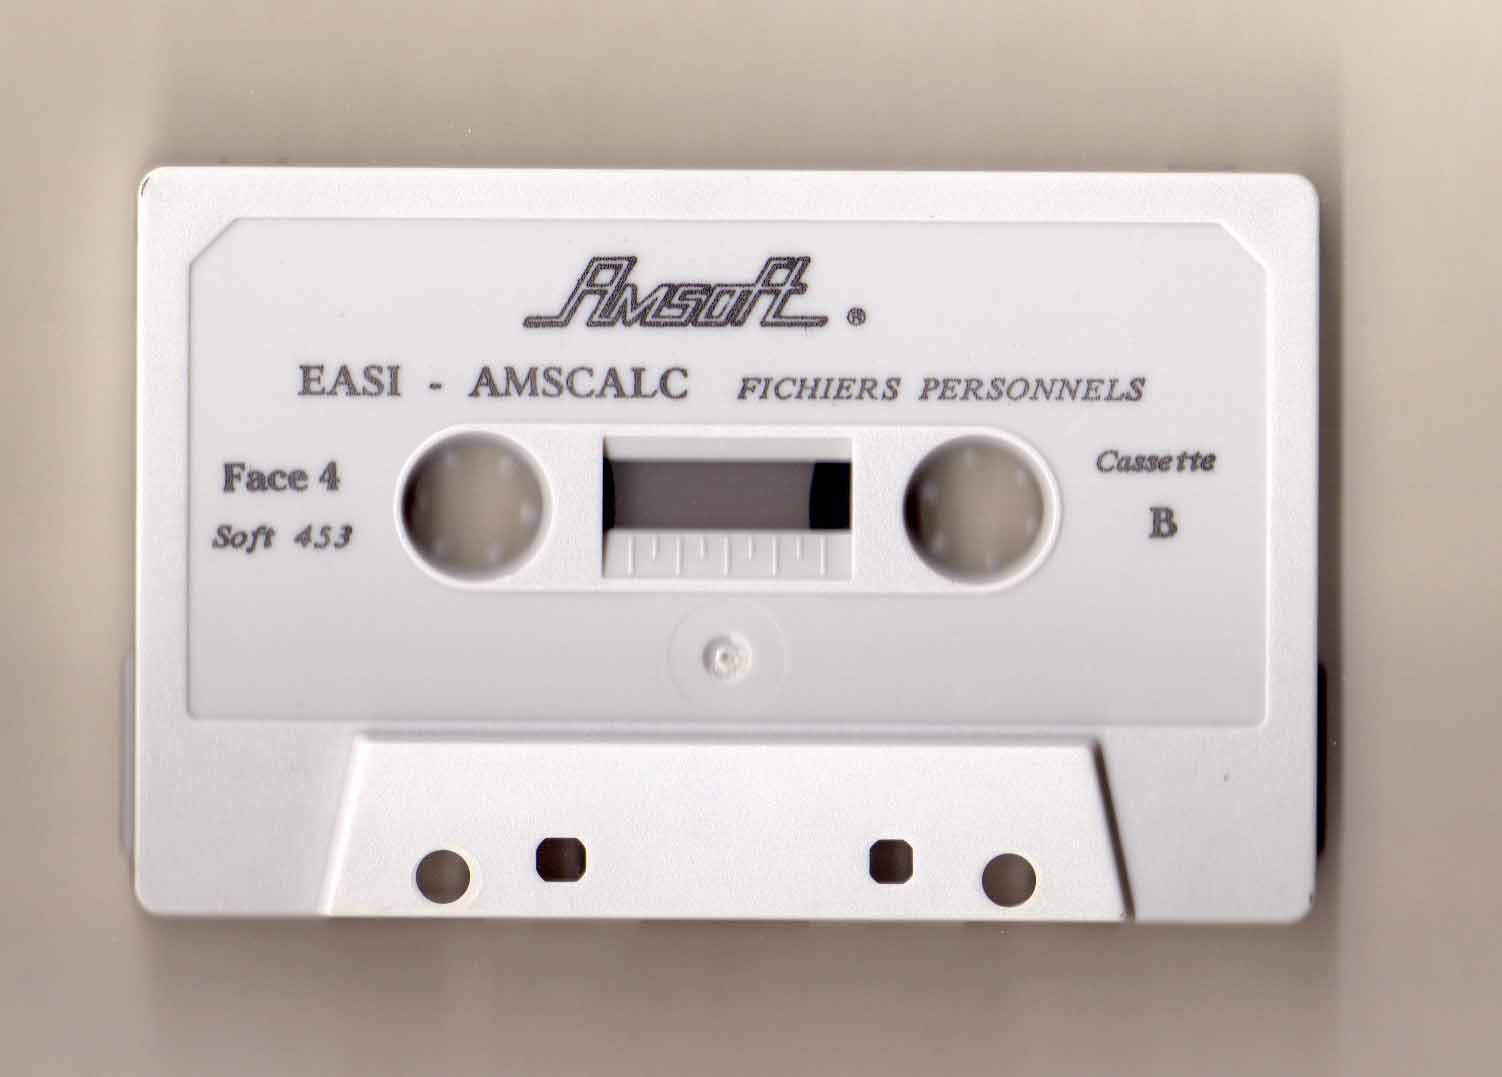 Amsoft ®
EASI - AMSCALC FICHIERS PERSONNELS
Face 4
Soft 453
Cassette
B